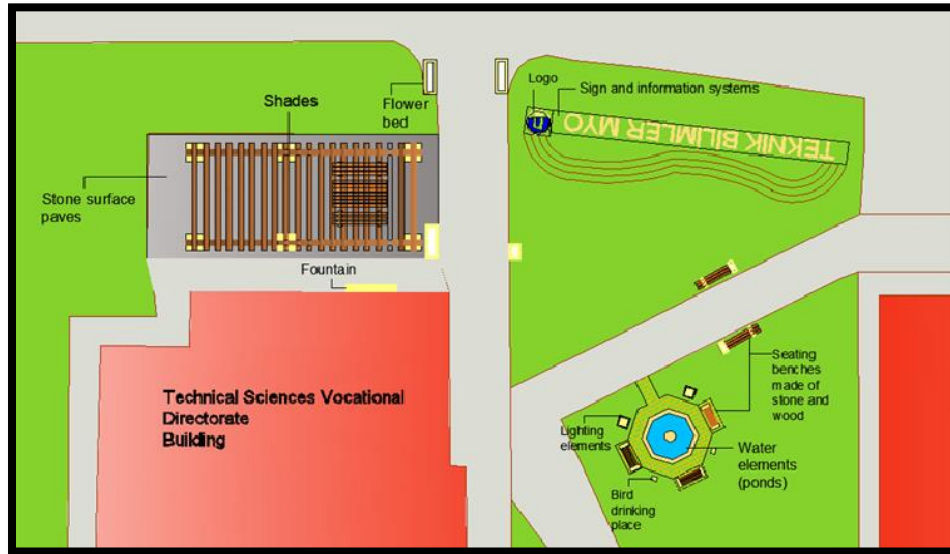 Logo
Sign and information systems
TEKNIK BILIMLER MYO
Shades
Flower
bed
Stone surface
paves
Fountain
Technical Sciences Vocational
Directorate
Building
Seating
benches
made of
stone and
wood
Lighting
elements
Water
elements
(ponds)
Bird
drinking
place